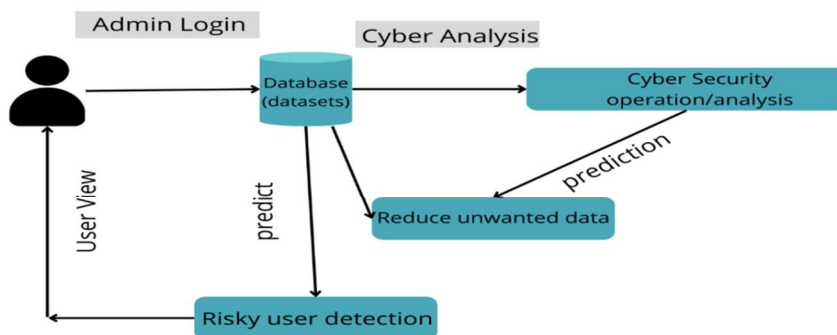 Admin Login
Cyber Analysis
Database
(datasets)
Cyber Security
operation/analysis
prediction
User View
predict
Reduce unwanted data
Risky user detection